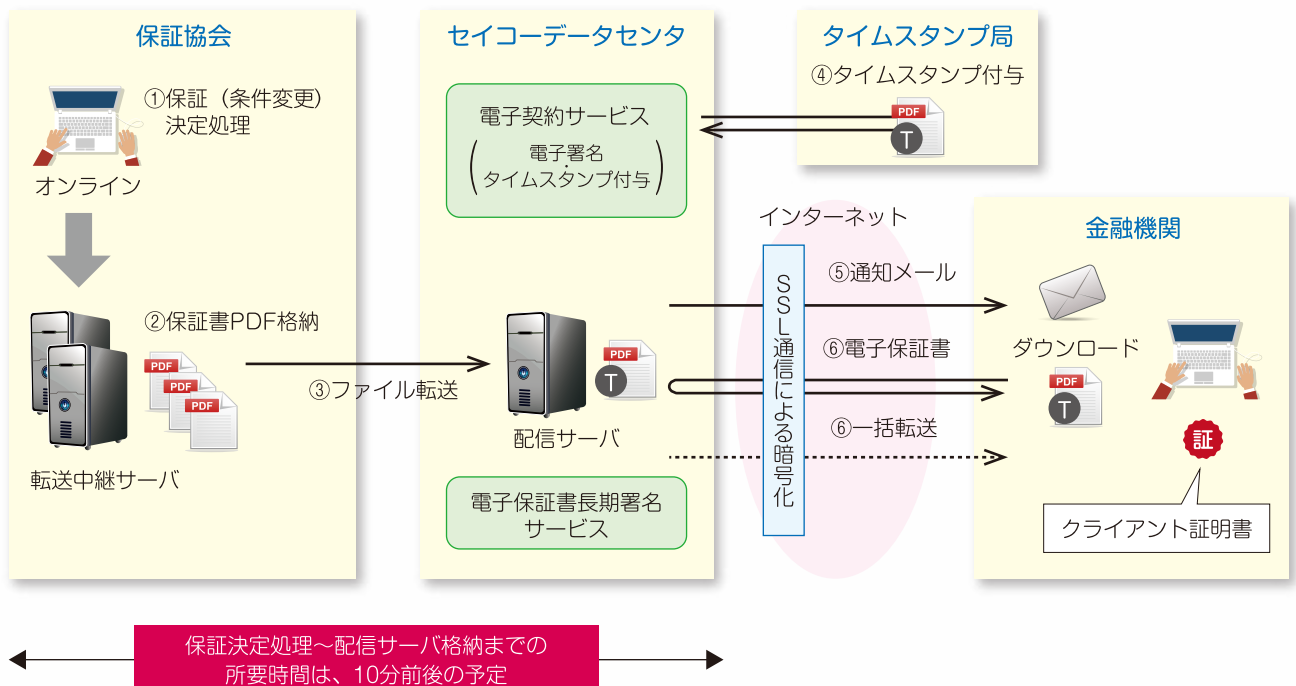 保証協会
①保証（条件変更）
決定処理
オンライン
②保証書PDF格納
PDF
PDF
PDF
③ファイル転送
転送中継サーバ
セイコーデータセンタ
電子契約サービス
（電子署名
・
タイムスタンプ付与）
PDF
T
配信サーバ
電子保証書長期署名
サービス
タイムスタンプ局
④タイムスタンプ付与
PDF
T
インターネット
SSL通信による暗号化
⑤通知メール
⑥電子保証書
⑥一括転送
金融機関
ダウンロード
PDF
T
証
クライアント証明書
保証決定処理～配信サーバ格納までの
所要時間は、10分前後の予定